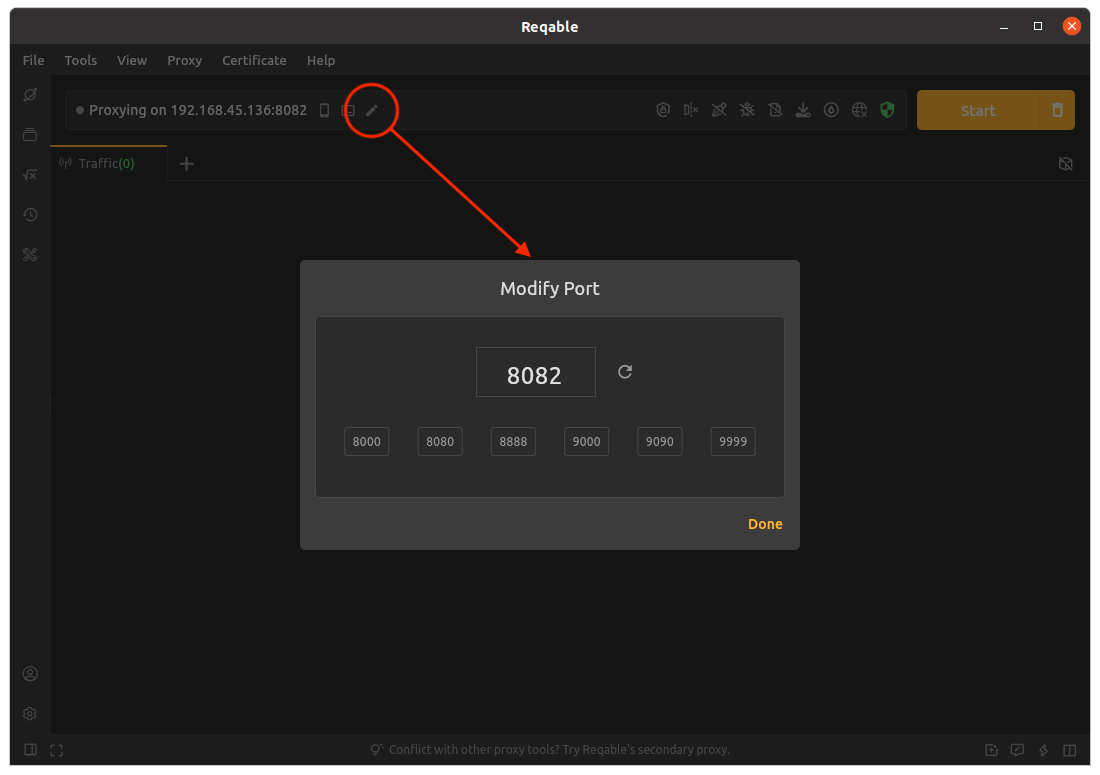 Reqable
File Tools View Proxy Certificate Help
Proxying on 192.168.45.136:8082
Start
Traffic(0)
Modify Port
8082
8000 8080 8888 9000 9090 9999
Done
Conflict with other proxy tools? Try Reqable's secondary proxy.